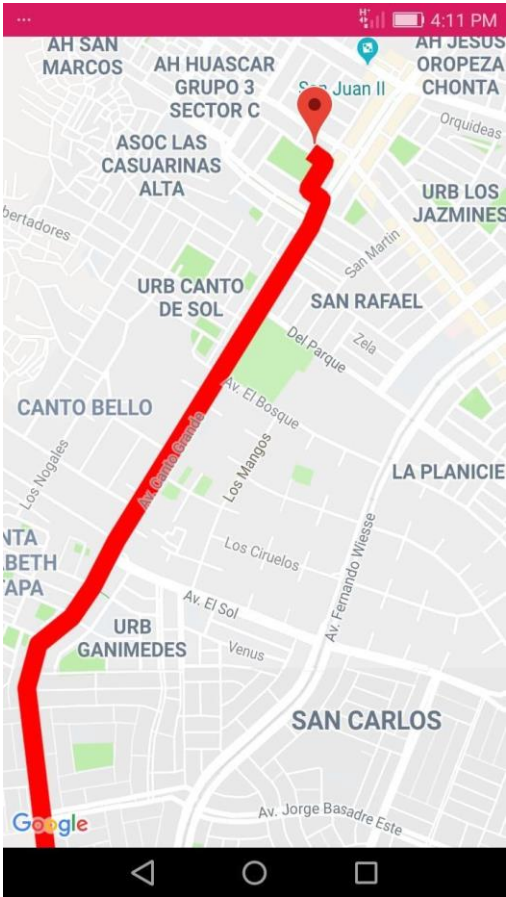 ...
H+
4:11 PM
AH SAN
MARCOS
AH HUASCAR
GRUPO 3
SECTOR C
San Juan II
AH JESUS
OROPEZA
CHONTA
Orquideas
ASOC LAS
CASUARINAS
ALTA
URB LOS
JAZMINES
bertadores
San Martin
URB CANTO
DE SOL
SAN RAFAEL
Del Parque
Zela
Av. El Bosque
CANTO BELLO
Av. Canto Grande
Los Nogales
Los Mangos
LA PLANICIE
NTA
BETH
APA
Los Ciruelos
Av. Fernando Wiesse
Av. El Sol
URB
GANIMEDES
Venus
SAN CARLOS
Av. Jorge Basadre Este
Google